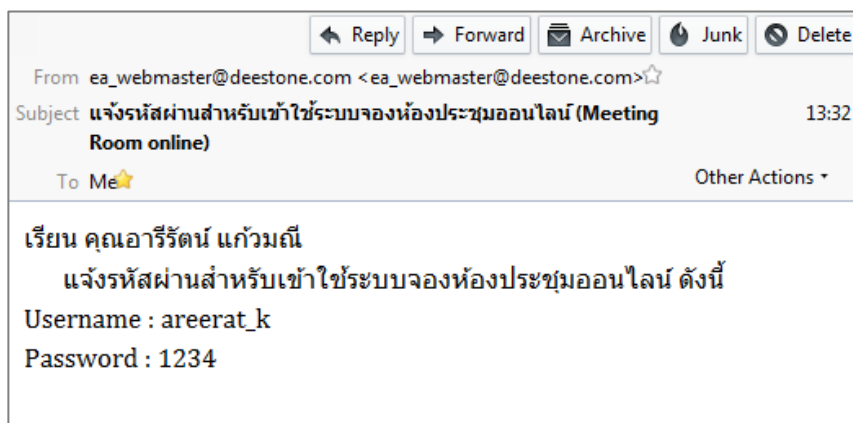 Reply Forward Archive Junk Delete
From ea_webmaster@deestone.com <ea_webmaster@deestone.com>
Subject แจ้งรหัสผ่านสำหรับเข้าใช้ระบบจองห้องประชุมออนไลน์ (Meeting 13:32
Room online)
To Me Other Actions
เรียน คุณอารีรัตน์ แก้วมณี
แจ้งรหัสผ่านสำหรับเข้าใช้ระบบจองห้องประชุมออนไลน์ ดังนี้
Username : areerat_k
Password : 1234